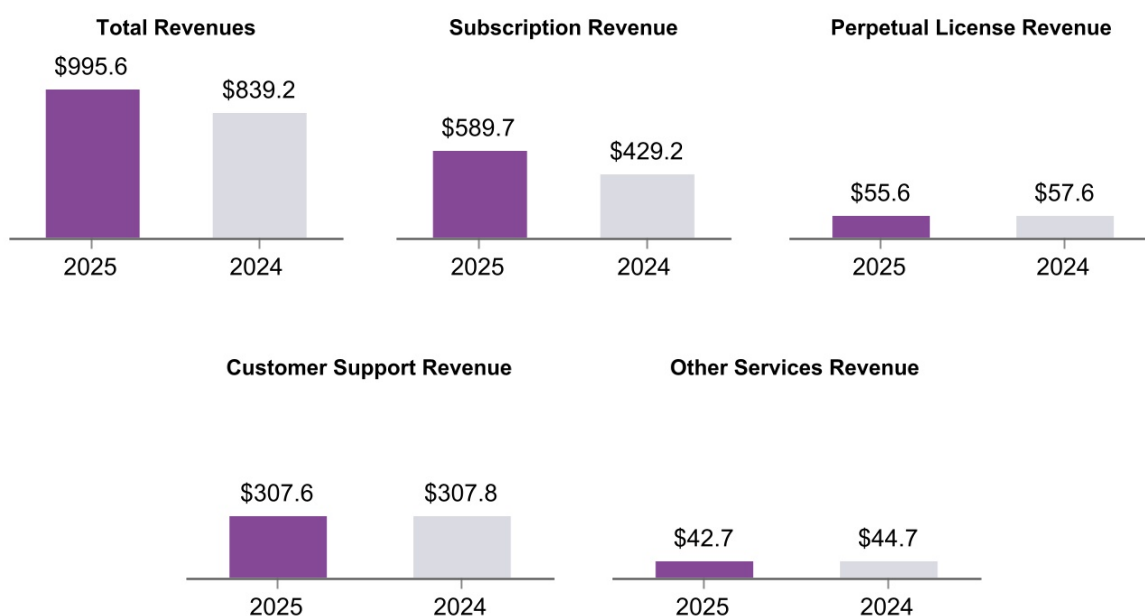 Total Revenues Subscription Revenue Perpetual License Revenue
$995.6 $839.2 $589.7 $429.2 $55.6 $57.6
2025 2024 2025 2024 2025 2024
Customer Support Revenue Other Services Revenue
$307.6 $307.8 $42.7 $44.7
2025 2024 2025 2024